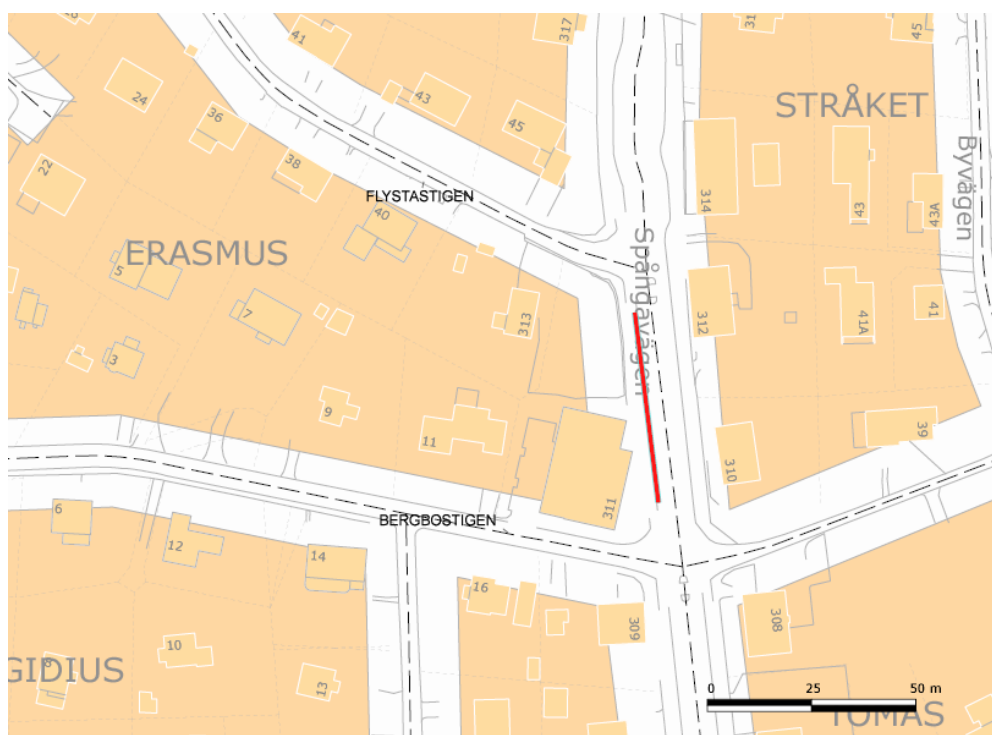 41
317
45
24
43
STRÅKET
36
45
38
Byvägen
22
FLYSTASTIGEN
314
43
43A
40
ERASMUS
5
Spångavägen
7
313
312
41A
41
3
9
11
39
310
311
6
BERGBOSTIGEN
12
14
16
309
308
10
GIDIUS
8
13
0 25 50 m
TOMAS